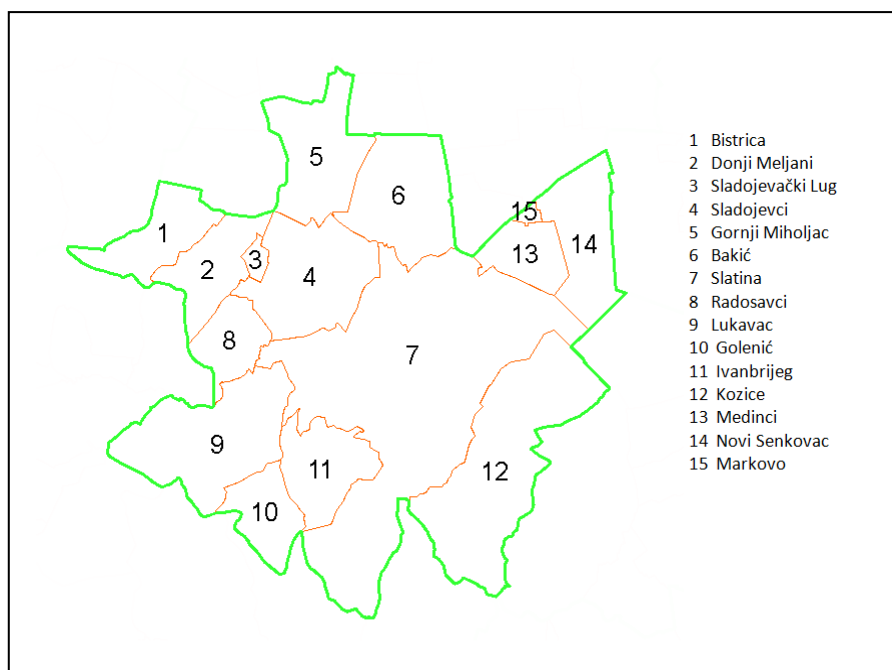 5
6
15
1
13
14
2
3
4
8
7
9
11
12
10
1 Bistrica
2 Donji Meljani
3 Sladojevački Lug
4 Sladojevci
5 Gornji Miholjac
6 Bakić
7 Slatina
8 Radosavci
9 Lukavac
10 Golenić
11 Ivanbrijeg
12 Kozice
13 Medinci
14 Novi Senkovac
15 Markovo